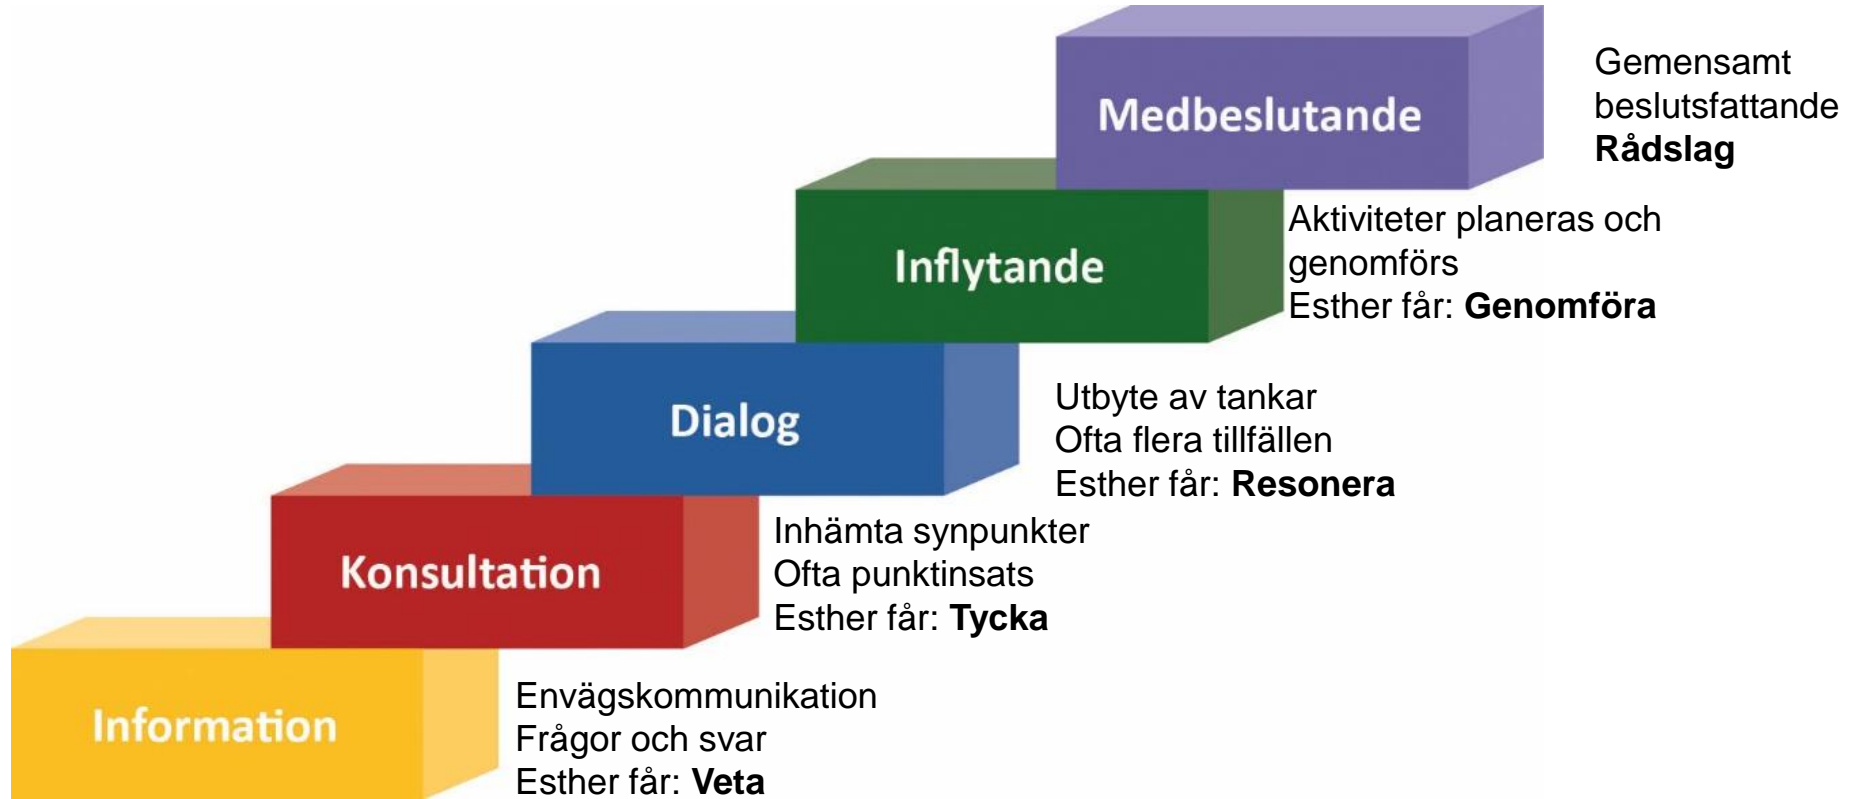 Medbeslutande
Gemensamt
beslutsfattande
Rådslag
Inflytande
Aktiviteter planeras och
genomförs
Esther får: Genomföra
Dialog
Utbyte av tankar
Ofta flera tillfällen
Esther får: Resonera
Konsultation
Inhämta synpunkter
Ofta punktinsats
Esther får: Tycka
Information
Envägskommunikation
Frågor och svar
Esther får: Veta